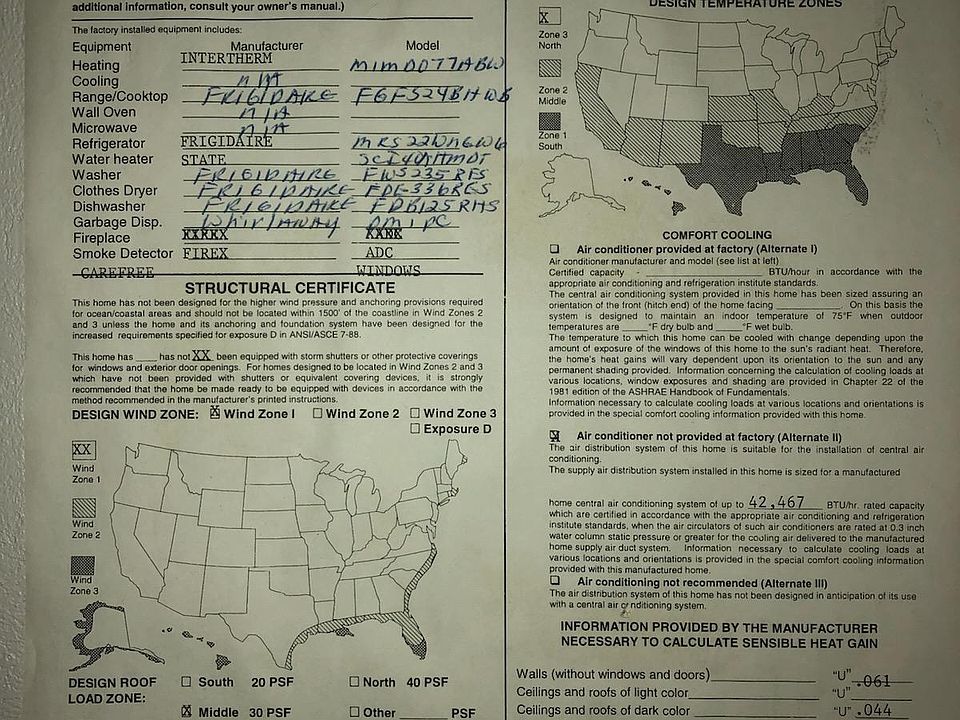 additional information, consult your owner's manual.)
The factory installed equipment includes:
Equipment Manufacturer Model
Heating INTERTHERM
Cooling N/A
Range/Cooktop FRIGIDAIRE
Wall Oven N/A
Microwave N/A
Refrigerator FRIGIDAIRE
Water heater STATE
Washer FRIGIDAIRE FWS235RFS
Clothes Dryer FRIGIDAIRE FDE336RES
Dishwasher FRIGIDAIRE FDB125RHS
Garbage Disp. Whirlaway
Fireplace XXXXX XXXX
Smoke Detector FIREX ADC
CAREFREE WINDOWS
STRUCTURAL CERTIFICATE
This home has not been designed for the higher wind pressure and anchoring provisions required
for ocean/coastal areas and should not be located within 1500' of the coastline in Wind Zones 2
and 3 unless the home and its anchoring and foundation system have been designed for the
increased requirements specified for exposure D in ANSI/ASCE 7-88.
This home has ____ has not XX been equipped with storm shutters or other protective coverings
for windows and exterior door openings. For homes designed to be located in Wind Zones 2 and 3
which have not been provided with shutters or equivalent covering devices, it is strongly
recommended that the home be made ready to be equipped with devices in accordance with the
method recommended in the manufacturer's printed instructions.
DESIGN WIND ZONE: ☒ Wind Zone I ☐ Wind Zone 2 ☐ Wind Zone 3
☐ Exposure D
XX
Wind
Zone 1
Wind
Zone 2
Wind
Zone 3
DESIGN ROOF
LOAD ZONE:
☐ South 20 PSF ☐ North 40 PSF
☒ Middle 30 PSF ☐ Other ______ PSF
DESIGN TEMPERATURE ZONES
X
Zone 3
North
Zone 2
Middle
Zone 1
South
COMFORT COOLING
☐ Air conditioner provided at factory (Alternate I)
Air conditioner manufacturer and model (see list at left)
Certified capacity - ______ BTU/hour in accordance with the
appropriate air conditioning and refrigeration institute standards.
The central air conditioning system provided in this home has been sized assuring an
orientation of the front (hitch end) of the home facing ______. On this basis the
system is designed to maintain an indoor temperature of 75°F when outdoor
temperatures are _____°F dry bulb and _____°F wet bulb.
The temperature to which this home can be cooled with change depending upon the
amount of exposure of the windows of this home to the sun's radiant heat. Therefore,
the home's heat gains will vary dependent upon its orientation to the sun and any
permanent shading provided. Information concerning the calculation of cooling loads at
various locations, window exposures and shading are provided in Chapter 22 of the
1981 edition of the ASHRAE Handbook of Fundamentals.
Information necessary to calculate cooling loads at various locations and orientations is
provided in the special comfort cooling information provided with this home.
☒ Air conditioner not provided at factory (Alternate II)
The air distribution system of this home is suitable for the installation of central air
conditioning.
The supply air distribution system installed in this home is sized for a manufactured
home central air conditioning system of up to 42,467 BTU/hr. rated capacity
which are certified in accordance with the appropriate air conditioning and refrigeration
institute standards, when the air circulators of such air conditioners are rated at 0.3 inch
water column static pressure or greater for the cooling air delivered to the manufactured
home supply air duct system. Information necessary to calculate cooling loads at
various locations and orientations is provided in the special comfort cooling information
provided with this manufactured home.
☐ Air conditioning not recommended (Alternate III)
The air distribution system of this home has not been designed in anticipation of its use
with a central air conditioning system.
INFORMATION PROVIDED BY THE MANUFACTURER
NECESSARY TO CALCULATE SENSIBLE HEAT GAIN
Walls (without windows and doors) ______ "U" .061
Ceilings and roofs of light color ______ "U"
Ceilings and roofs of dark color ______ "U" .044